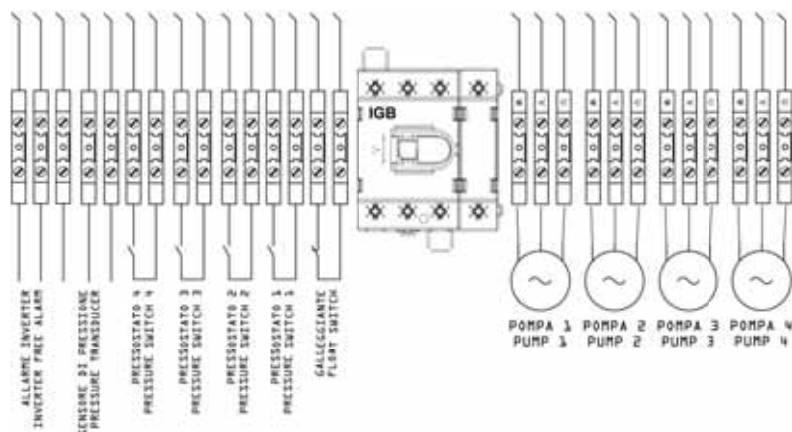 IGB
ALLARME INVERTER
INVERTER FREE ALARM
SENSORE DI PRESSIONE
PRESSURE TRANSDUCER
PRESSOSTATO 4
PRESSURE SWITCH 4
PRESSOSTATO 3
PRESSURE SWITCH 3
PRESSOSTATO 2
PRESSURE SWITCH 2
PRESSOSTATO 1
PRESSURE SWITCH 1
GALLEGGIANTE
FLOAT SWITCH
POMPA 1
PUMP 1
POMPA 2
PUMP 2
POMPA 3
PUMP 3
POMPA 4
PUMP 4